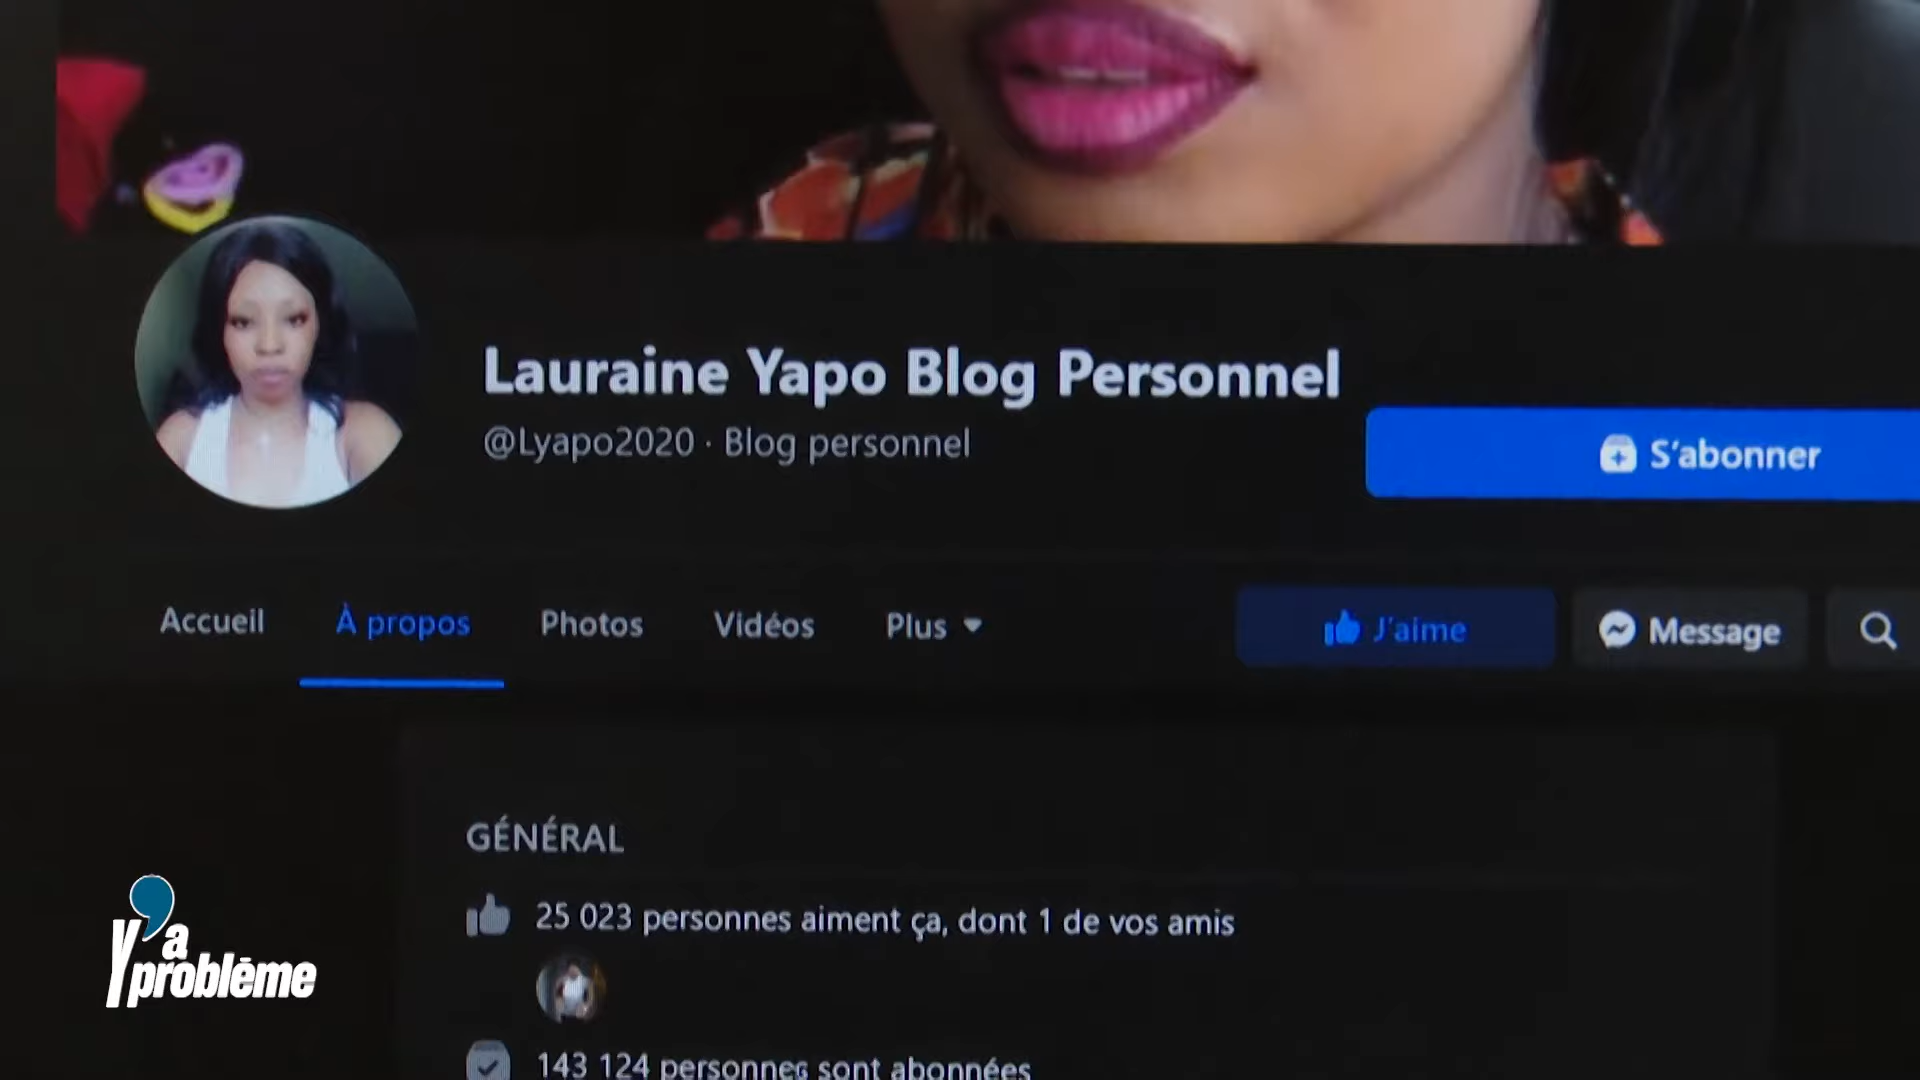 Lauraine Yapo Blog Personnel
@Lyapo2020 · Blog personnel
S'abonner
Accueil
À propos
Photos
Vidéos
Plus
J'aime
Message
GÉNÉRAL
25 023 personnes aiment ça, dont 1 de vos amis
Y'a
problème
143 124 personnes sont abonnées